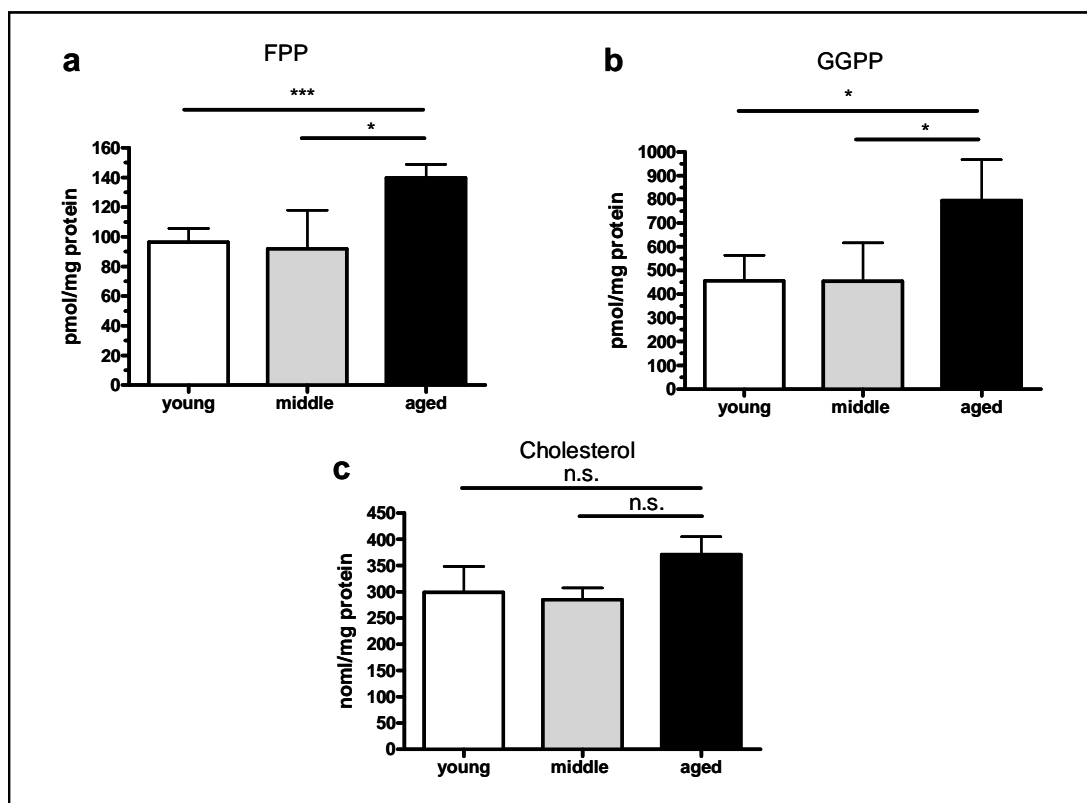 a
FPP
***
*
160
140
120
100
80
60
40
20
0
pmol/mg protein
young middle aged
b
GGPP
*
*
1000
900
800
700
600
500
400
300
200
100
0
pmol/mg protein
young middle aged
c
Cholesterol
n.s.
n.s.
450
400
350
300
250
200
150
100
50
0
noml/mg protein
young middle aged